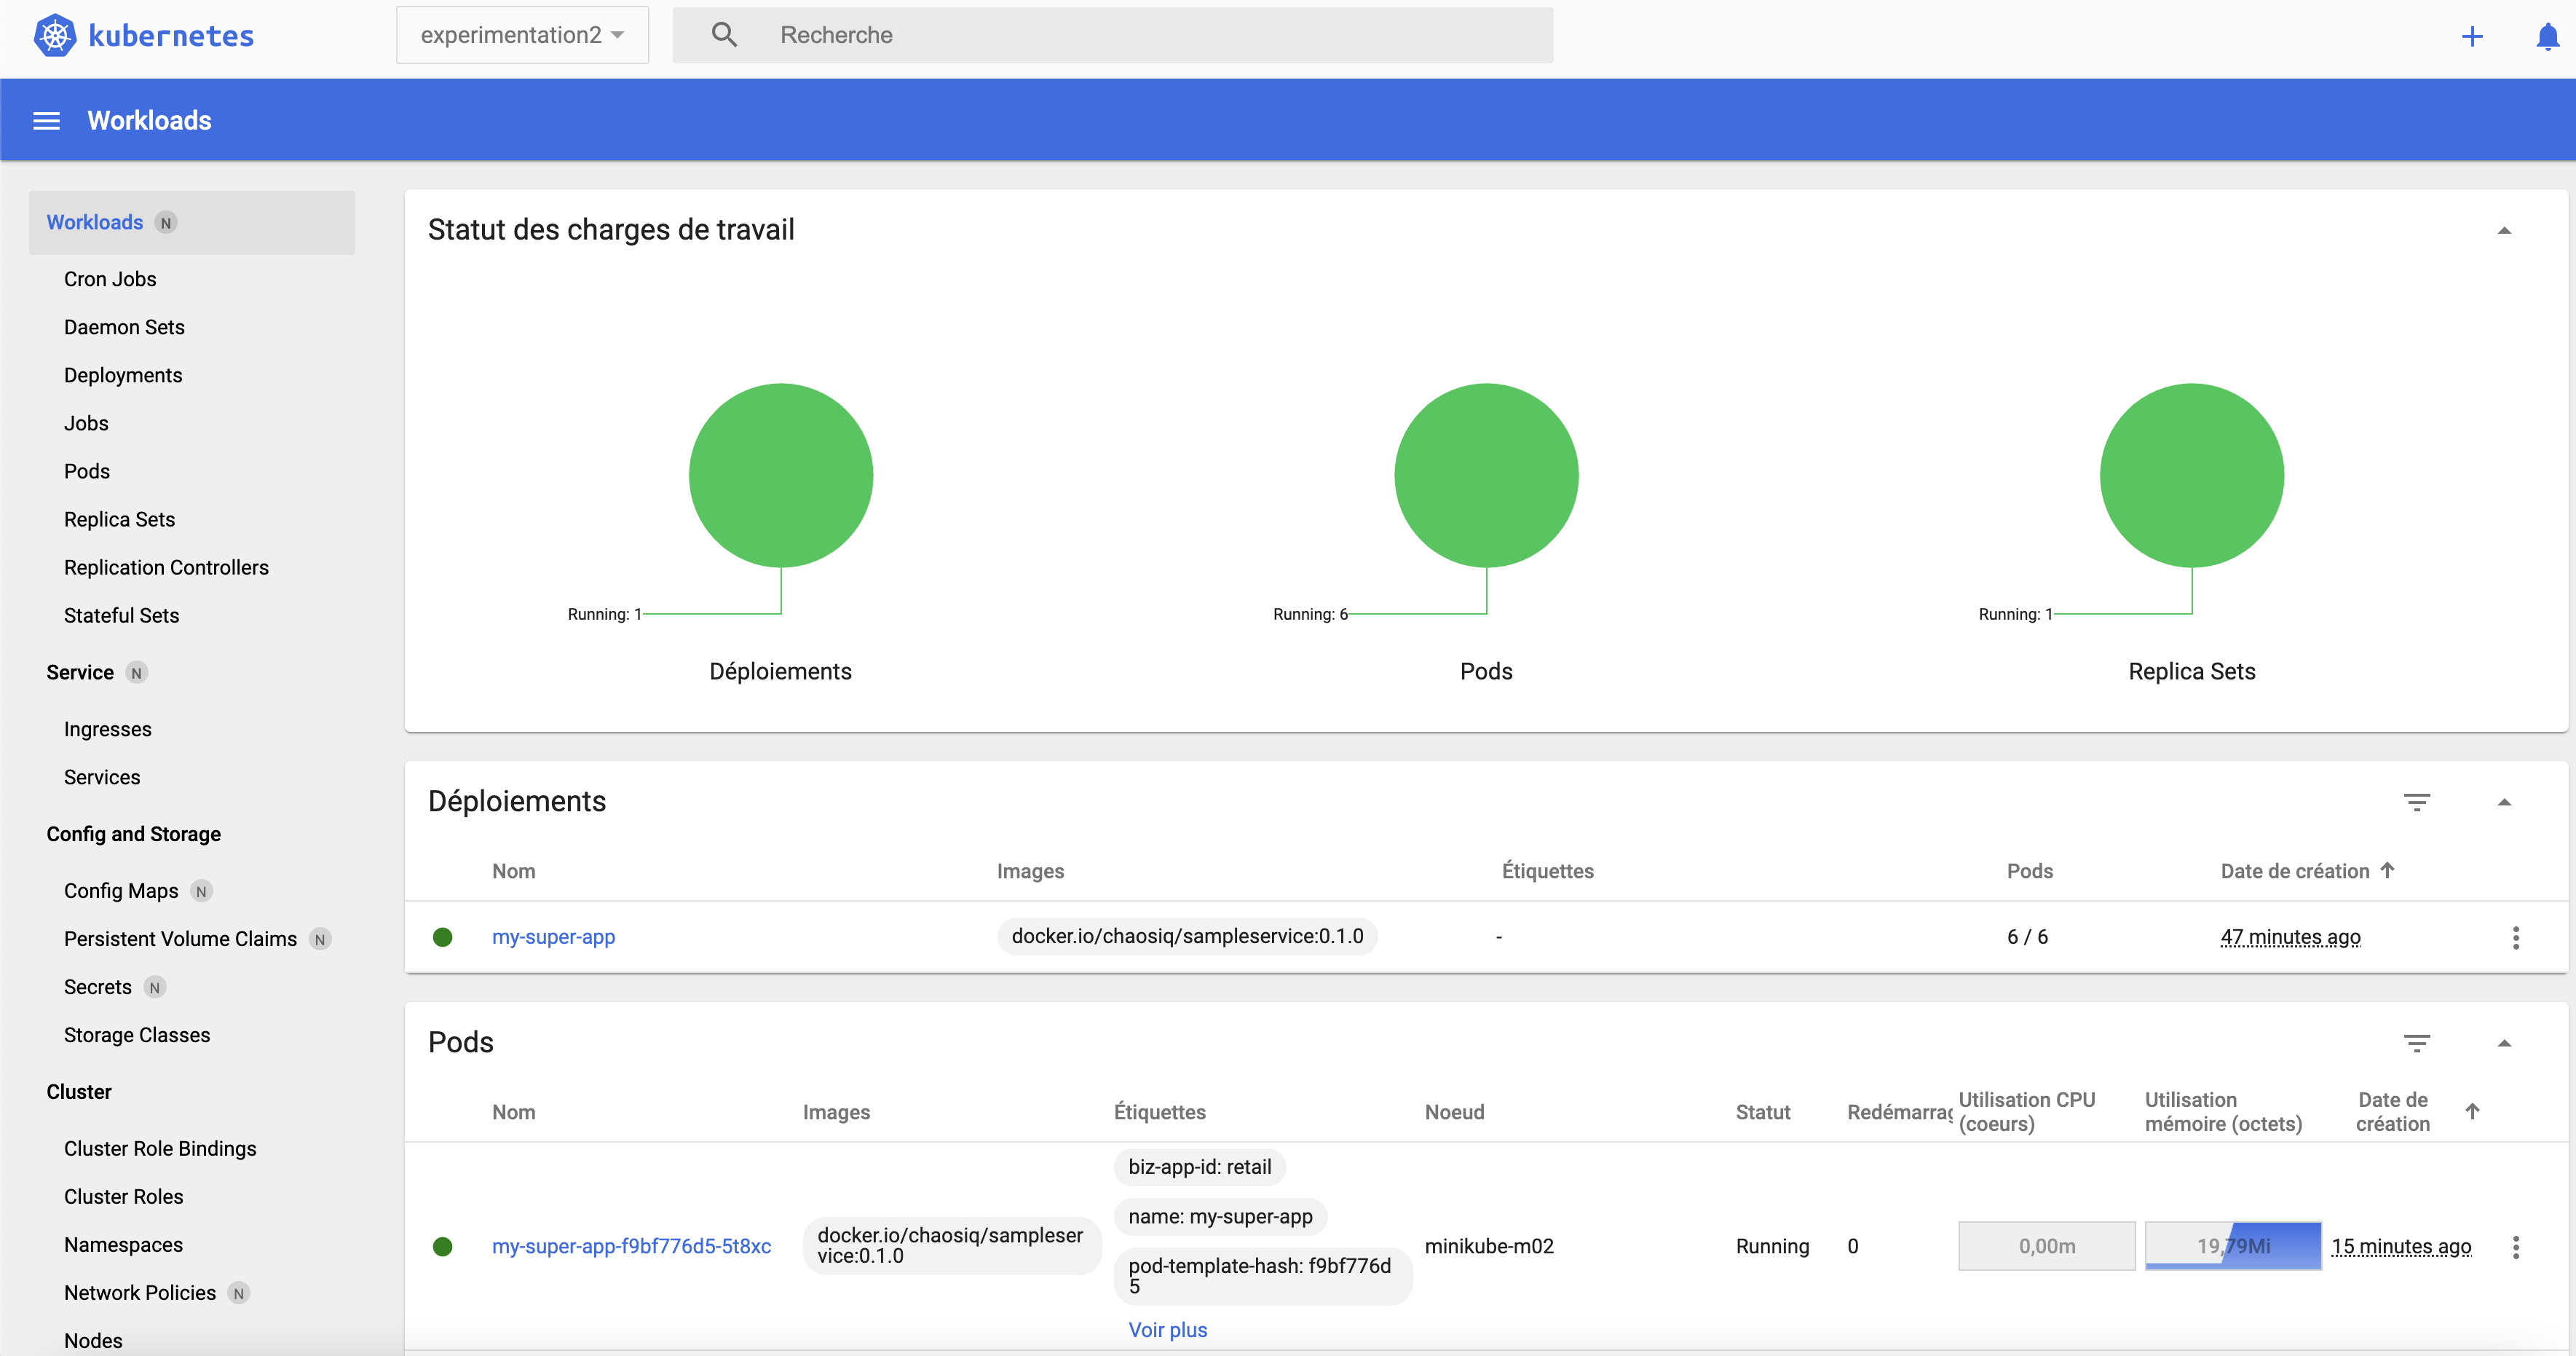 kubernetes
experimentation2
Recherche
Workloads
Workloads N
Cron Jobs
Daemon Sets
Deployments
Jobs
Pods
Replica Sets
Replication Controllers
Stateful Sets
Service N
Ingresses
Services
Config and Storage
Config Maps N
Persistent Volume Claims N
Secrets N
Storage Classes
Cluster
Cluster Role Bindings
Cluster Roles
Namespaces
Network Policies N
Nodes
Statut des charges de travail
Running: 1
Running: 6
Running: 1
Déploiements
Pods
Replica Sets
Déploiements
Nom Images Étiquettes Pods Date de création
my-super-app docker.io/chaosiq/sampleservice:0.1.0 - 6 / 6 47 minutes ago
Pods
Nom Images Étiquettes Noeud Statut Redémarrag Utilisation CPU (coeurs) Utilisation mémoire (octets) Date de création
my-super-app-f9bf776d5-5t8xc
docker.io/chaosiq/sampleser
vice:0.1.0
biz-app-id: retail
name: my-super-app
pod-template-hash: f9bf776d
5
Voir plus
minikube-m02
Running
0
0,00m
19,79Mi
15 minutes ago